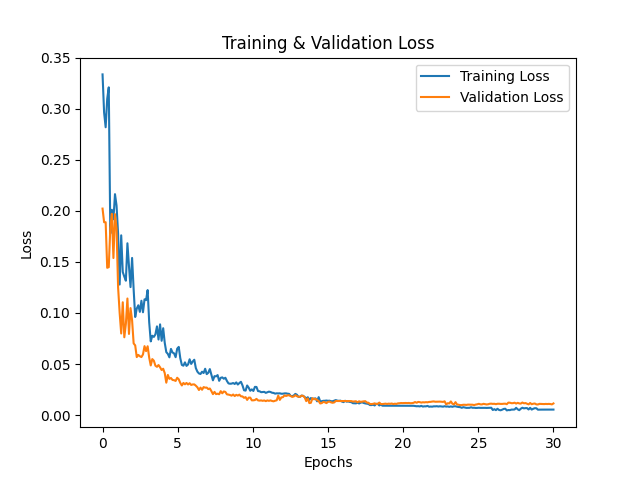 Training & Validation Loss
Training Loss
Validation Loss
0.35
0.30
0.25
0.20
0.15
0.10
0.05
0.00
Loss
0 5 10 15 20 25 30
Epochs